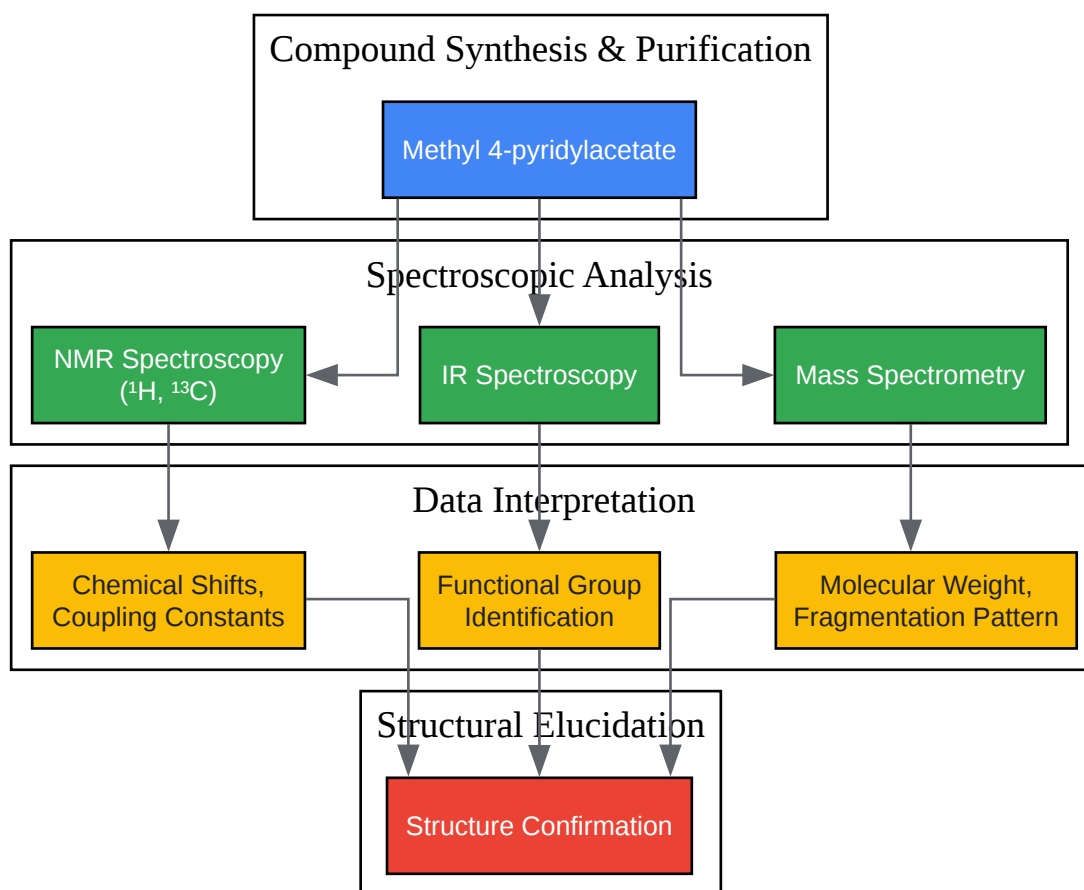 Compound Synthesis & Purification
Methyl 4-pyridylacetate
Spectroscopic Analysis
NMR Spectroscopy
(¹H, ¹³C)
IR Spectroscopy
Mass Spectrometry
Data Interpretation
Chemical Shifts,
Coupling Constants
Functional Group
Identification
Molecular Weight,
Fragmentation Pattern
Structural Elucidation
Structure Confirmation